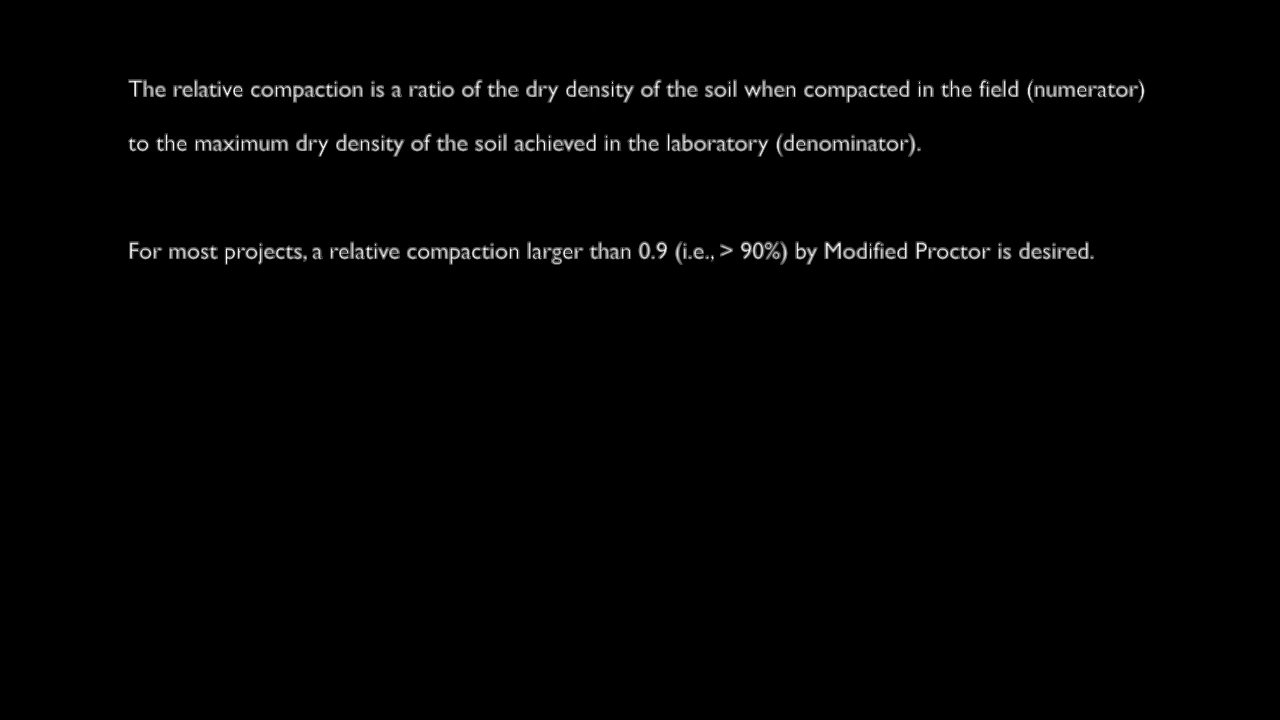 The relative compaction is a ratio of the dry density of the soil when compacted in the field (numerator)
to the maximum dry density of the soil achieved in the laboratory (denominator).
For most projects, a relative compaction larger than 0.9 (i.e., > 90%) by Modified Proctor is desired.